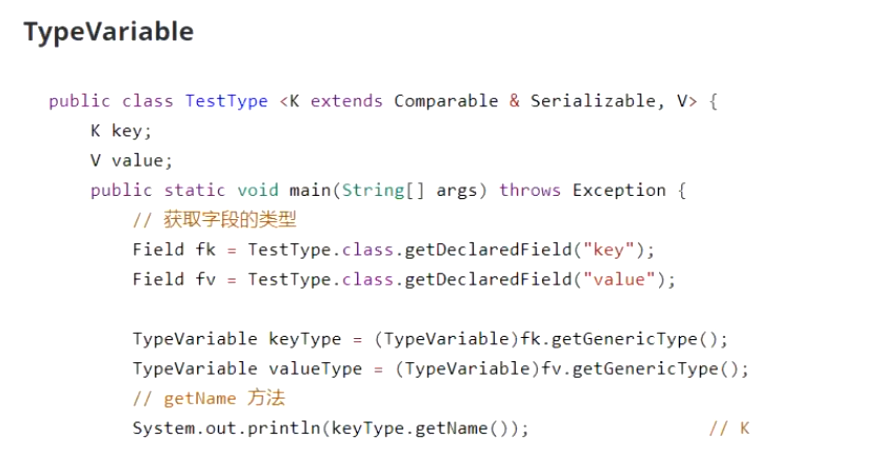 TypeVariable
public class TestType <K extends Comparable & Serializable, V> {
K key;
V value;
public static void main(String[] args) throws Exception {
// 获取字段的类型
Field fk = TestType.class.getDeclaredField("key");
Field fv = TestType.class.getDeclaredField("value");
TypeVariable keyType = (TypeVariable)fk.getGenericType();
TypeVariable valueType = (TypeVariable)fv.getGenericType();
// getName 方法
System.out.println(keyType.getName()); // K